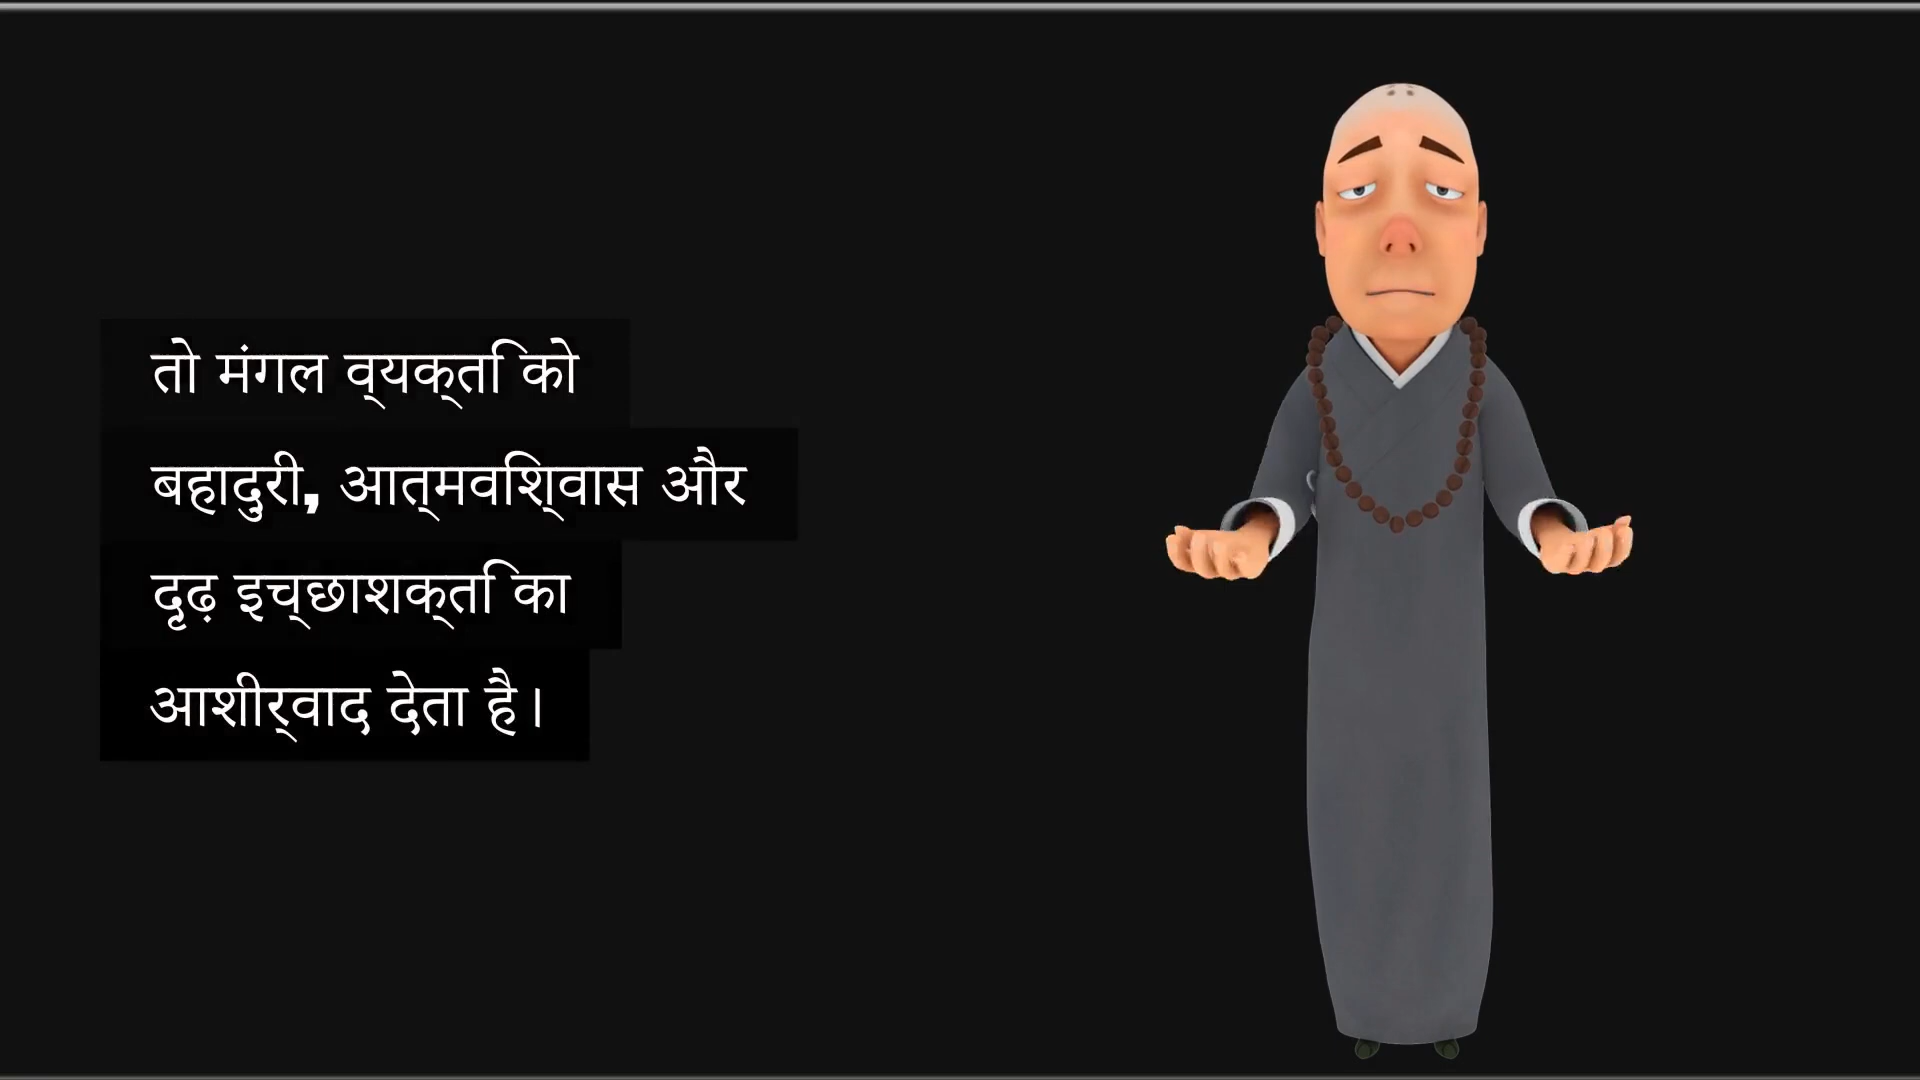 तो मंगल व्यक्ति को
बहादुरी, आत्मविश्वास और
दृढ़ इच्छाशक्ति का
आशीर्वाद देता है।